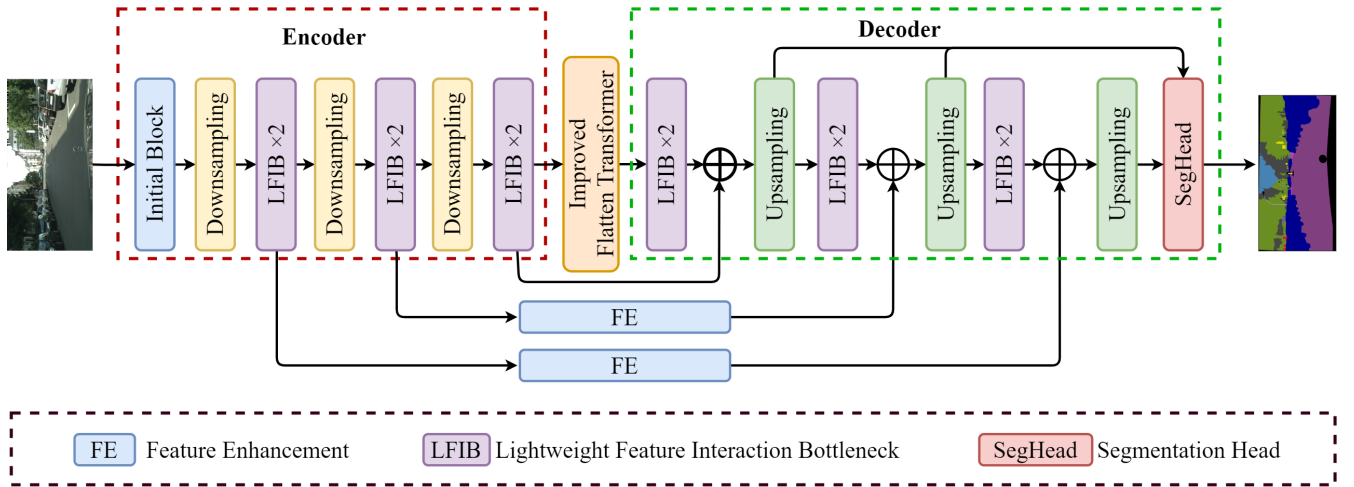 Encoder
Decoder
Initial Block
Downsampling
LFIB ×2
Downsampling
LFIB ×2
Downsampling
LFIB ×2
Improved
Flatten Transformer
LFIB ×2
Upsampling
LFIB ×2
Upsampling
LFIB ×2
Upsampling
SegHead
FE
FE
FE Feature Enhancement
LFIB Lightweight Feature Interaction Bottleneck
SegHead Segmentation Head